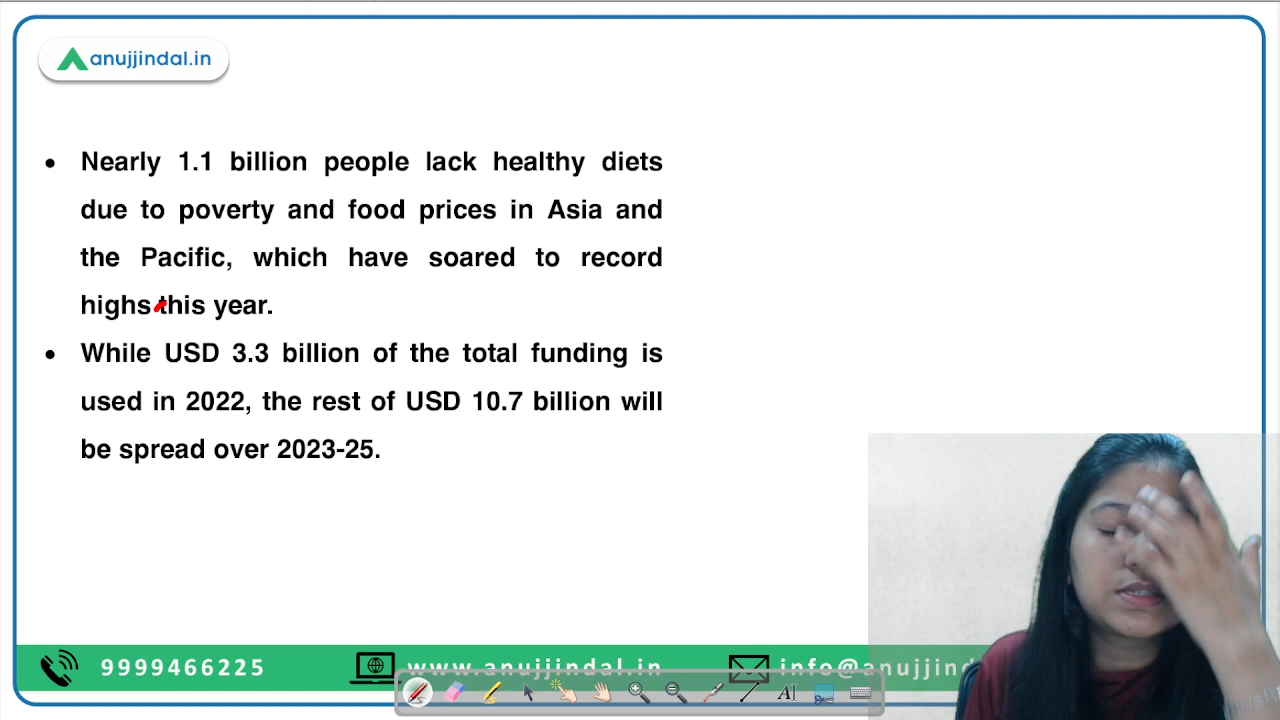 anujjindal.in
• Nearly 1.1 billion people lack healthy diets
due to poverty and food prices in Asia and
the Pacific, which have soared to record
highs this year.
• While USD 3.3 billion of the total funding is
used in 2022, the rest of USD 10.7 billion will
be spread over 2023-25.
9999466225 www.anujjindal.in info@anujjind